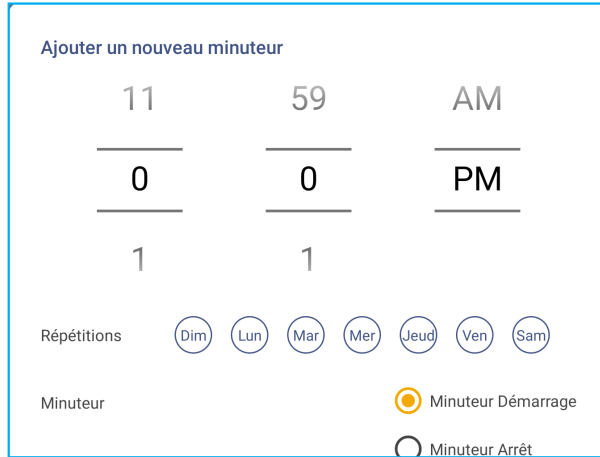 Ajouter un nouveau minuteur
11 59 AM
0 0 PM
1 1
Répétitions Dim Lun Mar Mer Jeud Ven Sam
Minuteur Minuteur Démarrage
Minuteur Arrêt